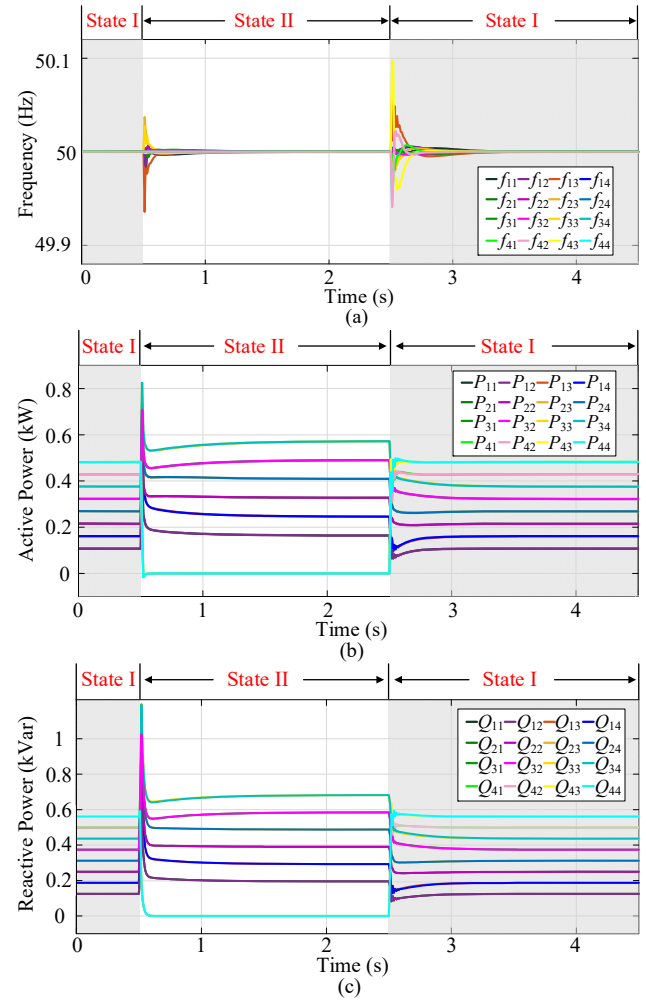 State I State II State I
50.1
50
49.9
Frequency (Hz)
f11 f12 f13 f14
f21 f22 f23 f24
f31 f32 f33 f34
f41 f42 f43 f44
0 1 2 3 4
Time (s)
(a)
State I State II State I
0.8
0.6
0.4
0.2
0
Active Power (kW)
P11 P12 P13 P14
P21 P22 P23 P24
P31 P32 P33 P34
P41 P42 P43 P44
0 1 2 3 4
Time (s)
(b)
State I State II State I
1
0.8
0.6
0.4
0.2
0
Reactive Power (kVar)
Q11 Q12 Q13 Q14
Q21 Q22 Q23 Q24
Q31 Q32 Q33 Q34
Q41 Q42 Q43 Q44
0 1 2 3 4
Time (s)
(c)